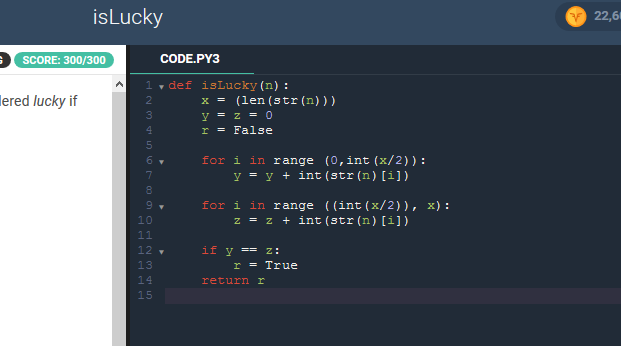 isLucky
22,6
SCORE: 300/300
CODE.PY3
lered lucky if
1 def isLucky(n):
2     x = (len(str(n)))
3     y = z = 0
4     r = False
5
6     for i in range (0,int(x/2)):
7         y = y + int(str(n)[i])
8
9     for i in range ((int(x/2)), x):
10         z = z + int(str(n)[i])
11
12     if y == z:
13         r = True
14     return r
15